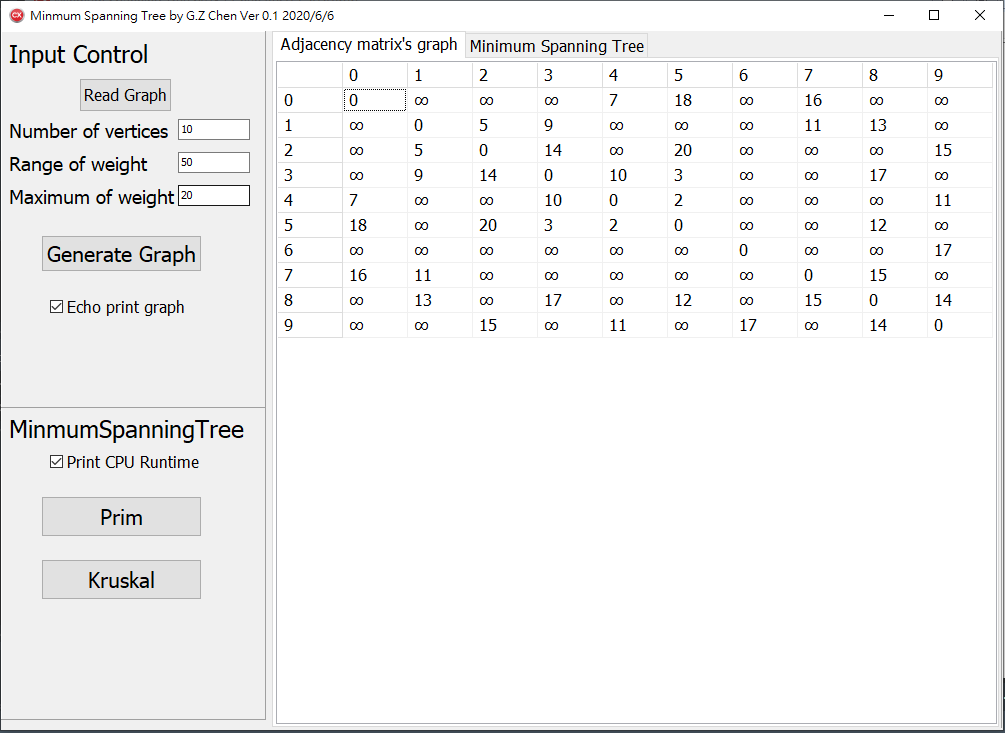 Minmum Spanning Tree by G.Z Chen Ver 0.1 2020/6/6
Input Control
Read Graph
Number of vertices 10
Range of weight 50
Maximum of weight 20
Generate Graph
Echo print graph
MinmumSpanningTree
Print CPU Runtime
Prim
Kruskal
Adjacency matrix's graph Minimum Spanning Tree
0 1 2 3 4 5 6 7 8 9
0 0 ∞ ∞ ∞ 7 18 ∞ 16 ∞ ∞
1 ∞ 0 5 9 ∞ ∞ ∞ 11 13 ∞
2 ∞ 5 0 14 ∞ 20 ∞ ∞ ∞ 15
3 ∞ 9 14 0 10 3 ∞ ∞ 17 ∞
4 7 ∞ ∞ 10 0 2 ∞ ∞ ∞ 11
5 18 ∞ 20 3 2 0 ∞ ∞ 12 ∞
6 ∞ ∞ ∞ ∞ ∞ ∞ 0 ∞ ∞ 17
7 16 11 ∞ ∞ ∞ ∞ ∞ 0 15 ∞
8 ∞ 13 ∞ 17 ∞ 12 ∞ 15 0 14
9 ∞ ∞ 15 ∞ 11 ∞ 17 ∞ 14 0